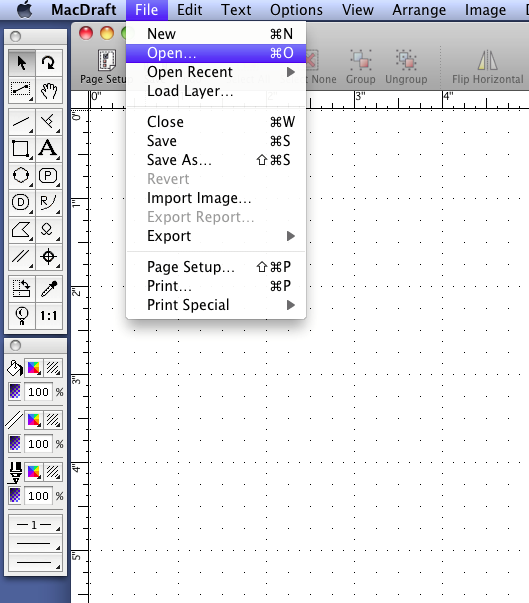 MacDraft File Edit Text Options View Arrange Image
New ⌘N
Open... ⌘O
Open Recent
Load Layer...
Close ⌘W
Save ⌘S
Save As... ⇧⌘S
Revert
Import Image...
Export Report...
Export
Page Setup... ⇧⌘P
Print... ⌘P
Print Special
Page Setu
None Group Ungroup Flip Horizontal
0" 1" 2" 3" 4"
0"
1"
2"
3"
4"
5"
A
P
D
R
1:1
100 %
100 %
100 %
1